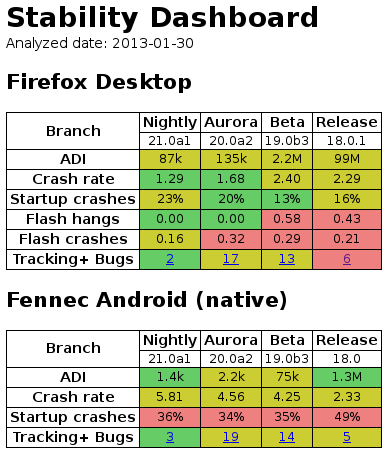 Stability Dashboard
Analyzed date: 2013-01-30
Firefox Desktop
Branch Nightly Aurora Beta Release
21.0a1 20.0a2 19.0b3 18.0.1
ADI 87k 135k 2.2M 99M
Crash rate 1.29 1.68 2.40 2.29
Startup crashes 23% 20% 13% 16%
Flash hangs 0.00 0.00 0.58 0.43
Flash crashes 0.16 0.32 0.29 0.21
Tracking+ Bugs 2 17 13 6
Fennec Android (native)
Branch Nightly Aurora Beta Release
21.0a1 20.0a2 19.0b3 18.0
ADI 1.4k 2.2k 75k 1.3M
Crash rate 5.81 4.56 4.25 2.33
Startup crashes 36% 34% 35% 49%
Tracking+ Bugs 3 19 14 5